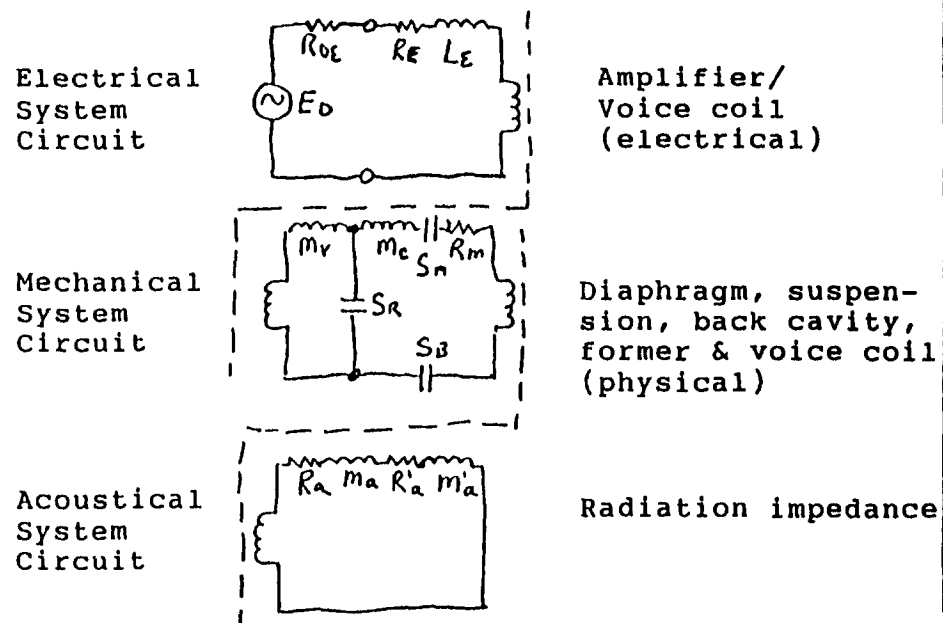 R_OE R_E L_E
Electrical
System
Circuit
E_D
Amplifier/
Voice coil
(electrical)
m_v m_c S_m R_m
Mechanical
System
Circuit
S_R
S_B
Diaphragm, suspen-
sion, back cavity,
former & voice coil
(physical)
R_a m_a R'_a m'_a
Acoustical
System
Circuit
Radiation impedance